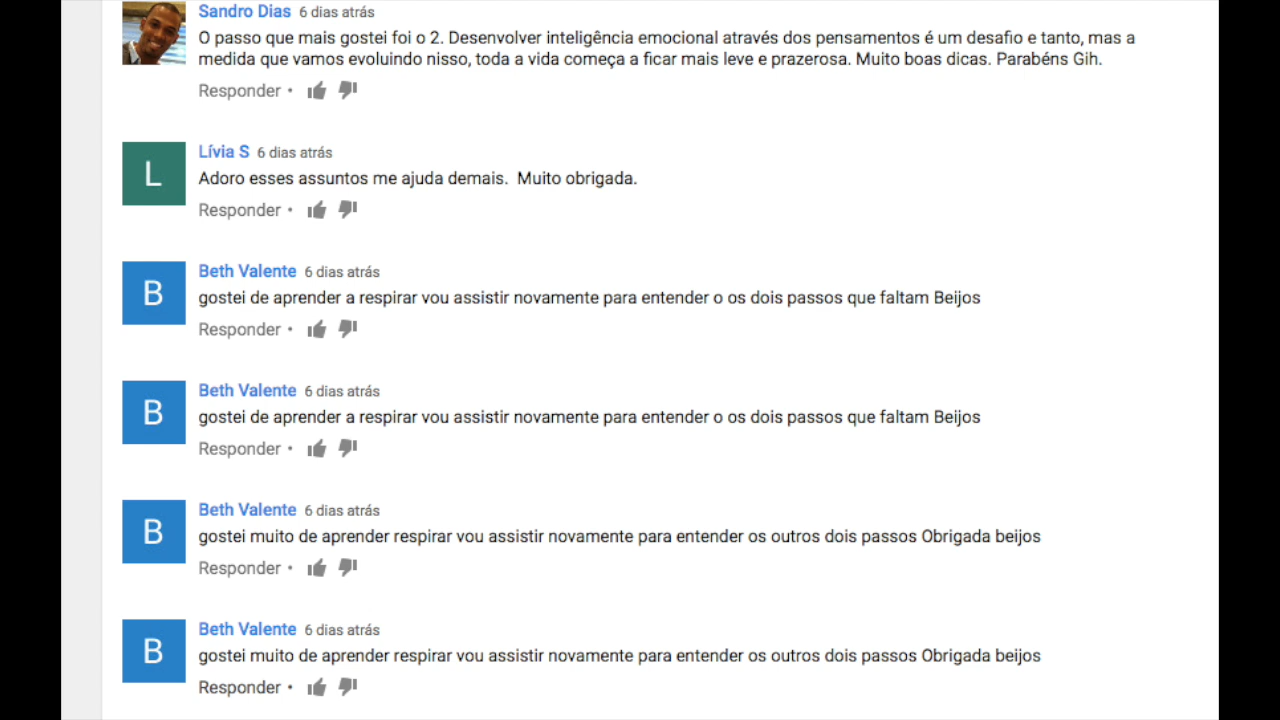 Sandro Dias 6 dias atrás
O passo que mais gostei foi o 2. Desenvolver inteligência emocional através dos pensamentos é um desafio e tanto, mas a
medida que vamos evoluindo nisso, toda a vida começa a ficar mais leve e prazerosa. Muito boas dicas. Parabéns Gih.
Responder •
L
Lívia S 6 dias atrás
Adoro esses assuntos me ajuda demais.  Muito obrigada.
Responder •
B
Beth Valente 6 dias atrás
gostei de aprender a respirar vou assistir novamente para entender o os dois passos que faltam Beijos
Responder •
B
Beth Valente 6 dias atrás
gostei de aprender a respirar vou assistir novamente para entender o os dois passos que faltam Beijos
Responder •
B
Beth Valente 6 dias atrás
gostei muito de aprender respirar vou assistir novamente para entender os outros dois passos Obrigada beijos
Responder •
B
Beth Valente 6 dias atrás
gostei muito de aprender respirar vou assistir novamente para entender os outros dois passos Obrigada beijos
Responder •